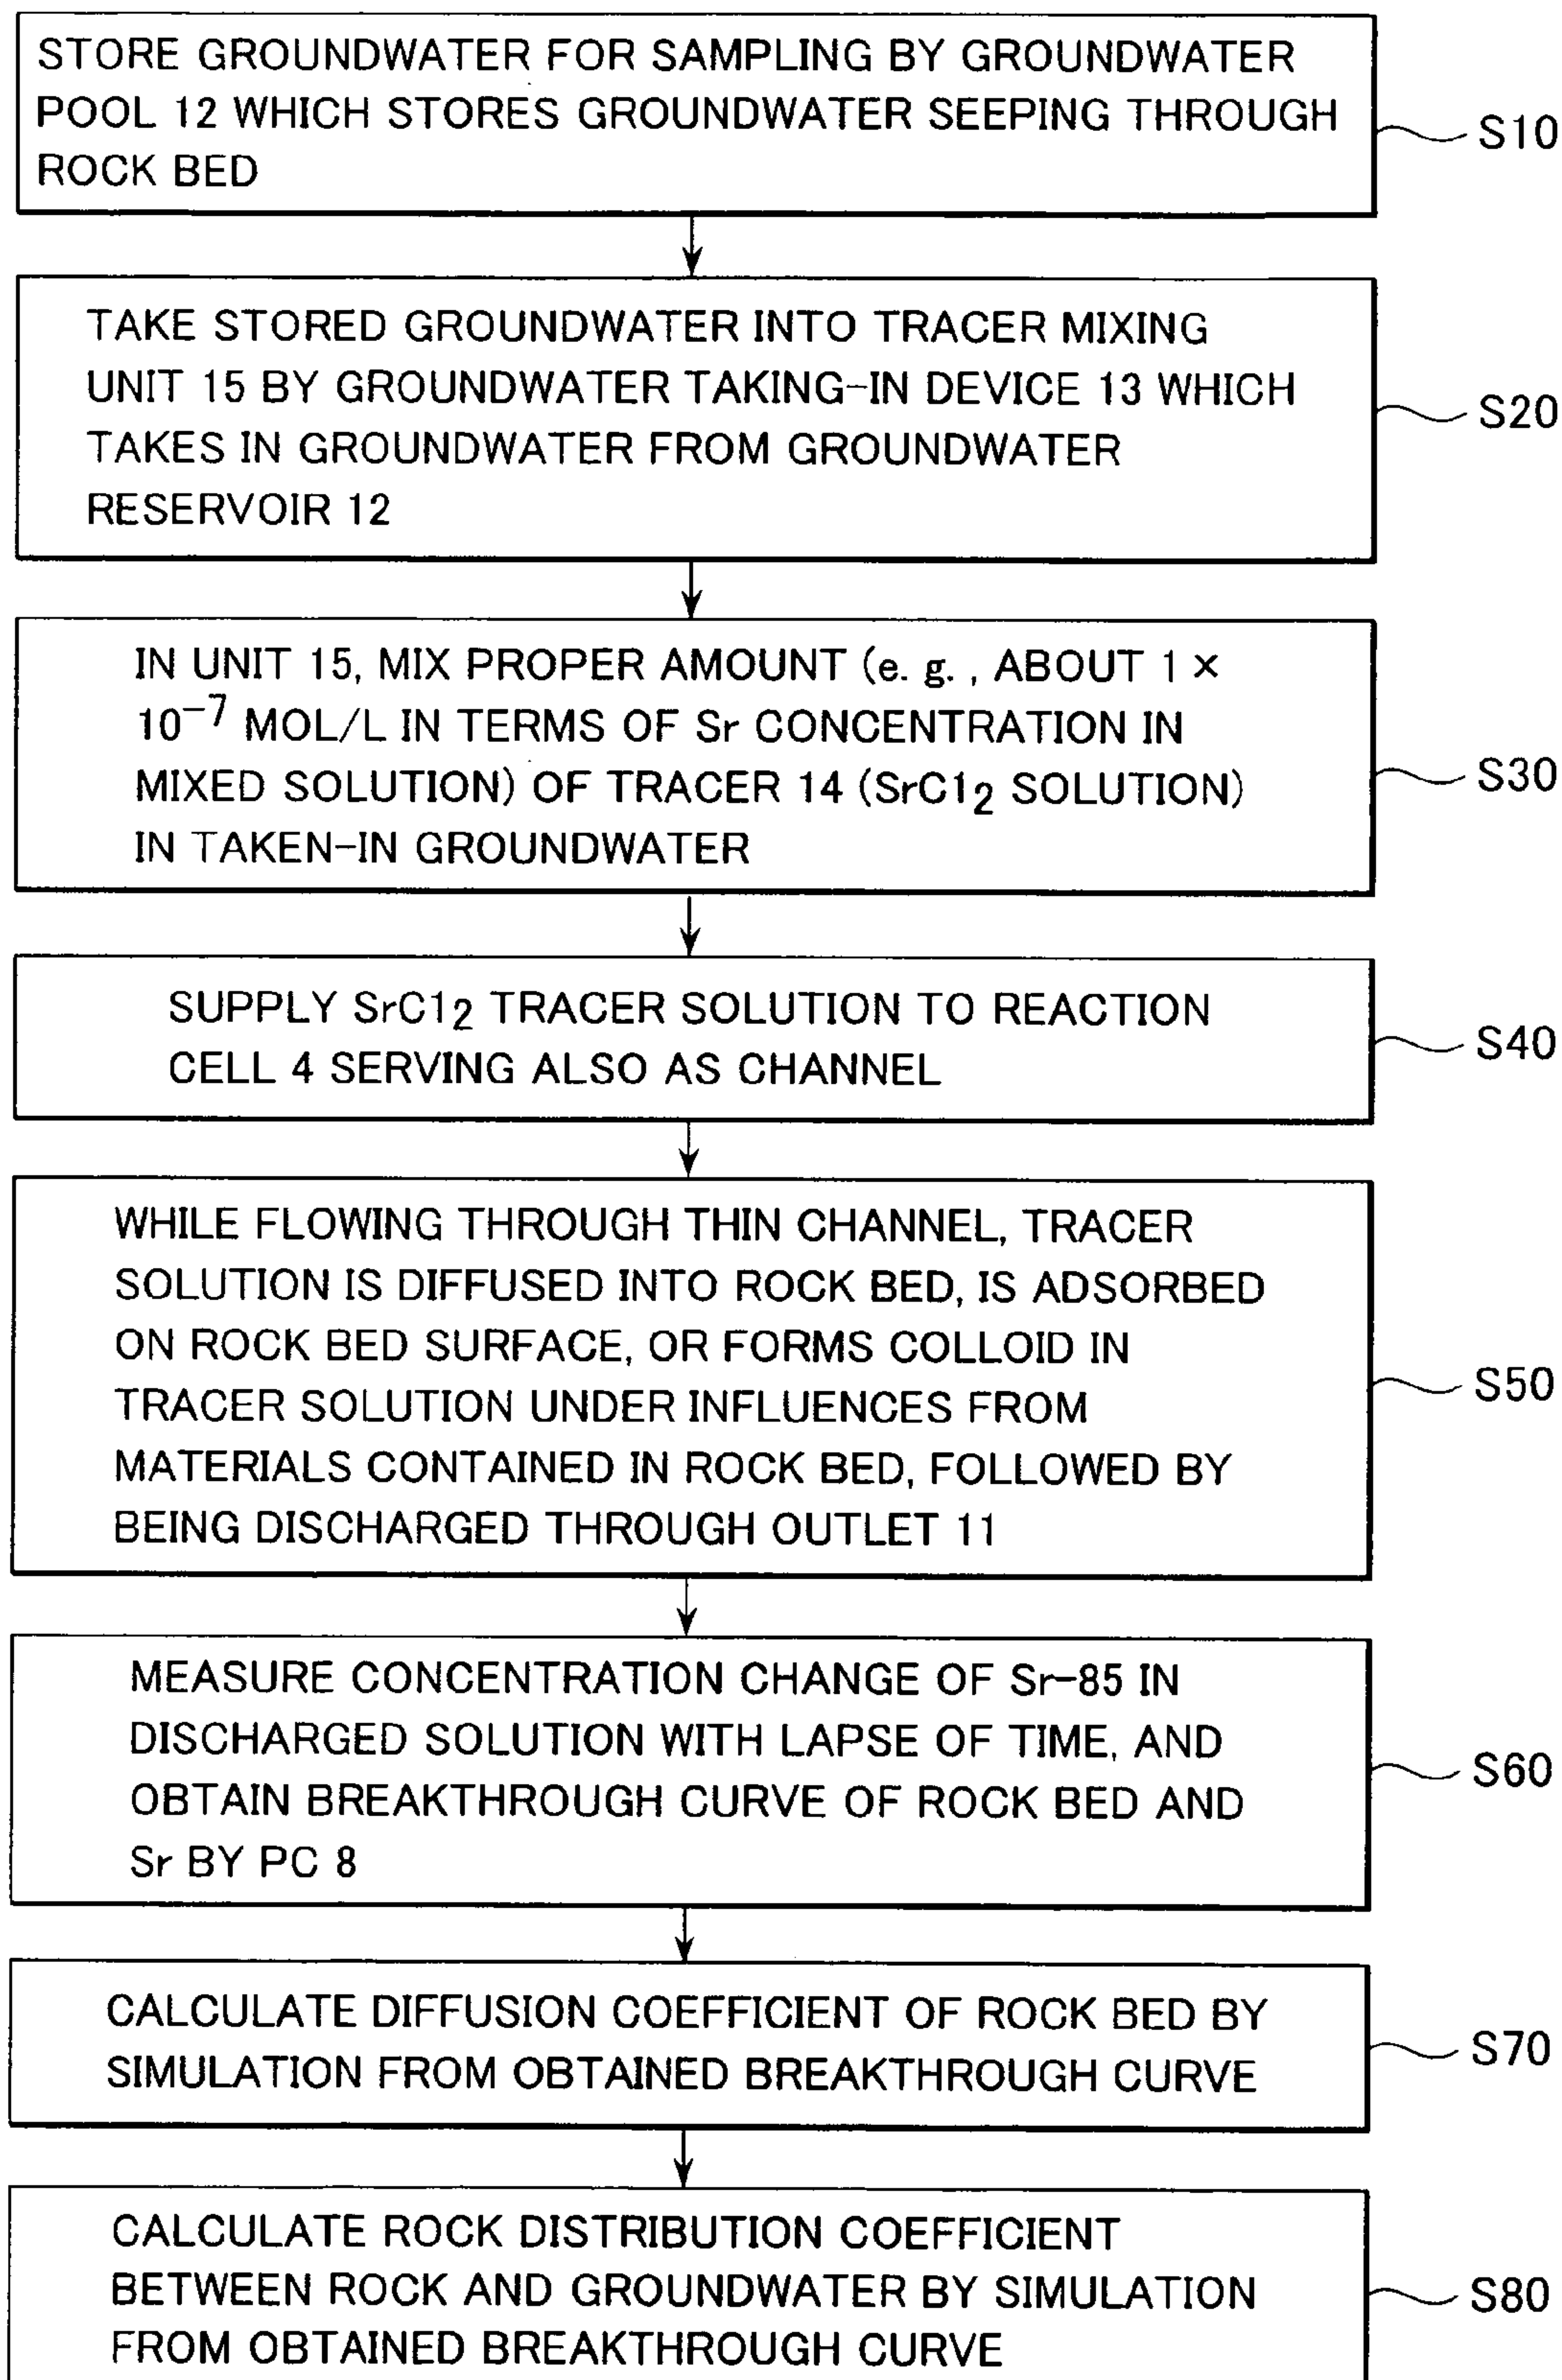 STORE GROUNDWATER FOR SAMPLING BY GROUNDWATER
POOL 12 WHICH STORES GROUNDWATER SEEPING THROUGH
ROCK BED
S10
TAKE STORED GROUNDWATER INTO TRACER MIXING
UNIT 15 BY GROUNDWATER TAKING-IN DEVICE 13 WHICH
TAKES IN GROUNDWATER FROM GROUNDWATER
RESERVOIR 12
S20
IN UNIT 15, MIX PROPER AMOUNT (e. g. , ABOUT 1 ×
10⁻⁷ MOL/L IN TERMS OF Sr CONCENTRATION IN
MIXED SOLUTION) OF TRACER 14 (SrC1₂ SOLUTION)
IN TAKEN-IN GROUNDWATER
S30
SUPPLY SrC1₂ TRACER SOLUTION TO REACTION
CELL 4 SERVING ALSO AS CHANNEL
S40
WHILE FLOWING THROUGH THIN CHANNEL, TRACER
SOLUTION IS DIFFUSED INTO ROCK BED, IS ADSORBED
ON ROCK BED SURFACE, OR FORMS COLLOID IN
TRACER SOLUTION UNDER INFLUENCES FROM
MATERIALS CONTAINED IN ROCK BED, FOLLOWED BY
BEING DISCHARGED THROUGH OUTLET 11
S50
MEASURE CONCENTRATION CHANGE OF Sr-85 IN
DISCHARGED SOLUTION WITH LAPSE OF TIME, AND
OBTAIN BREAKTHROUGH CURVE OF ROCK BED AND
Sr BY PC 8
S60
CALCULATE DIFFUSION COEFFICIENT OF ROCK BED BY
SIMULATION FROM OBTAINED BREAKTHROUGH CURVE
S70
CALCULATE ROCK DISTRIBUTION COEFFICIENT
BETWEEN ROCK AND GROUNDWATER BY SIMULATION
FROM OBTAINED BREAKTHROUGH CURVE
S80